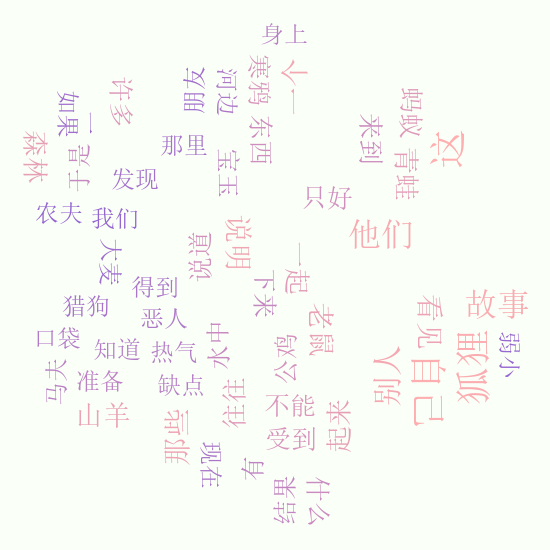 身上
寒鸦
一个
朋友
河边
许多
如果
一
蚂蚁
来到
东西
森林
于是
那里
宝玉
青蛙
这
发现
只好
农夫
我们
说道
说明
他们
大麦
一起
得到
下来
猎狗
恶人
老鼠
看见
故事
口袋
知道
热气
水中
公鸡
别人
自己
狐狸
弱小
马夫
准备
缺点
往往
不能
山羊
那些
受到
起来
现在
有
结果
什么